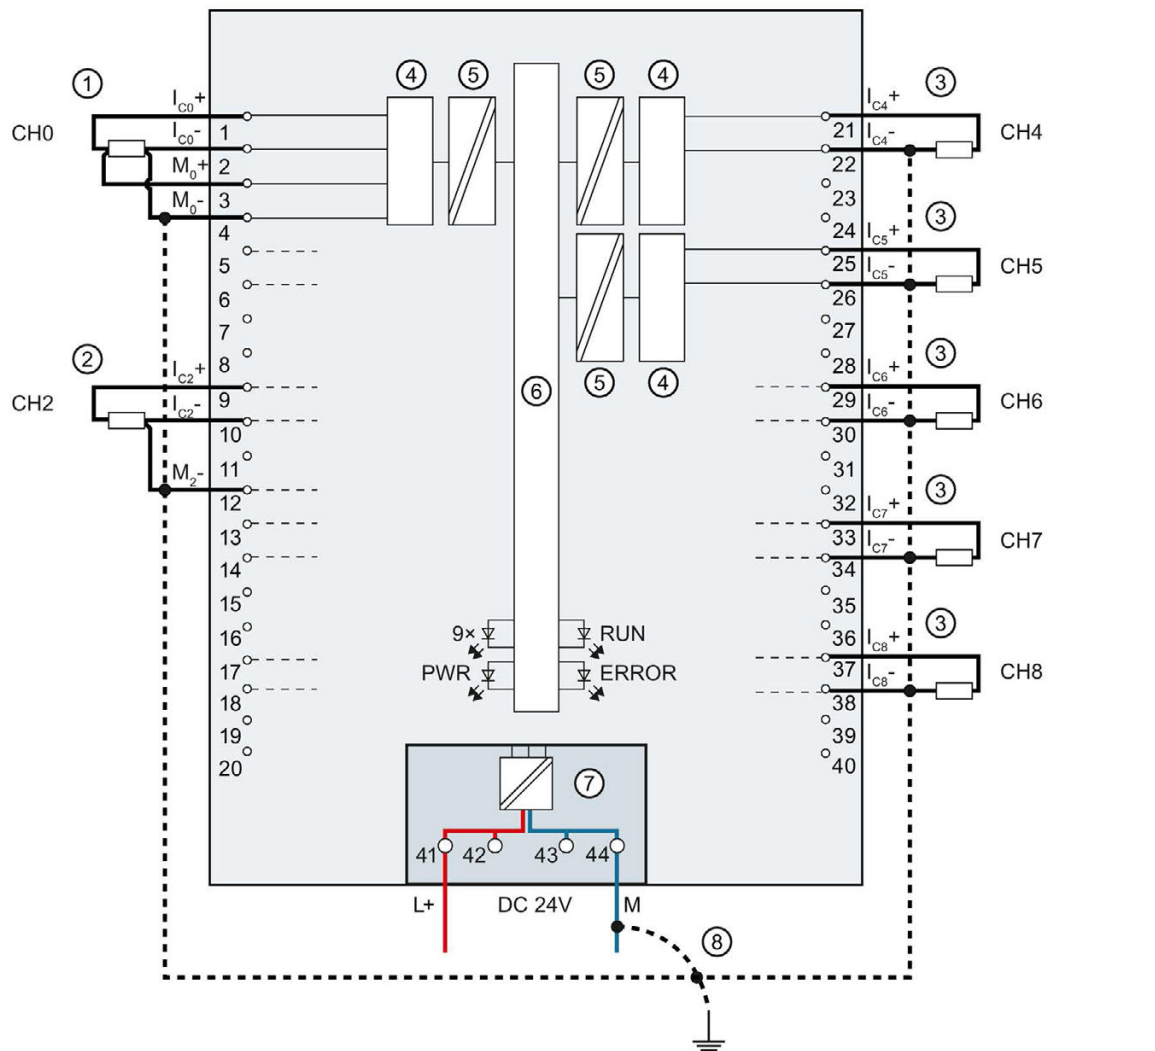 ④ ⑤ ⑤ ④
① I_C0+ I_C4+ ③
CH0 I_C0- 1 21 I_C4- CH4
M_0+ 2 22
M_0- 3 23
4 24 I_C5+ ③
5 25 I_C5- CH5
6 26
7 27
② I_C2+ 8 ⑤ ④ 28 I_C6+ ③
CH2 I_C2- 9 ⑥ 29 I_C6- CH6
10 30
M_2- 11 31
12 32 I_C7+ ③
13 33 I_C7- CH7
14 34
15 35
16 9× RUN 36 I_C8+ ③
17 PWR ERROR 37 I_C8- CH8
18 38
19 39
20 40
⑦
41 42 43 44
L+ DC 24V M
⑧